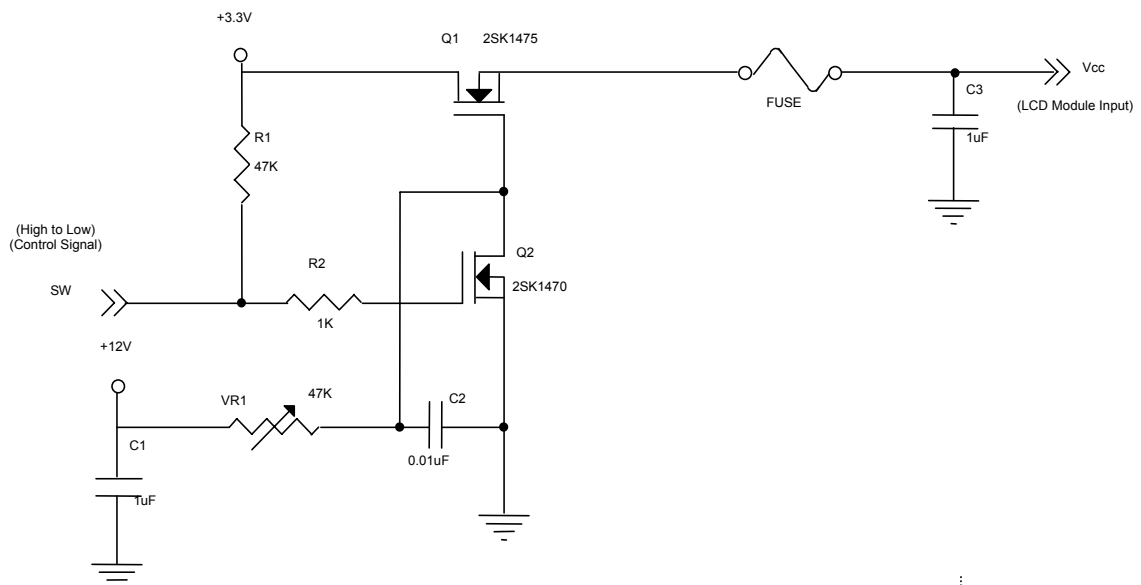 +3.3V
Q1 2SK1475
Vcc
C3
FUSE
(LCD Module Input)
R1
1uF
47K
(High to Low)
(Control Signal)
Q2
R2
2SK1470
SW
1K
+12V
47K
VR1
C2
C1
0.01uF
1uF